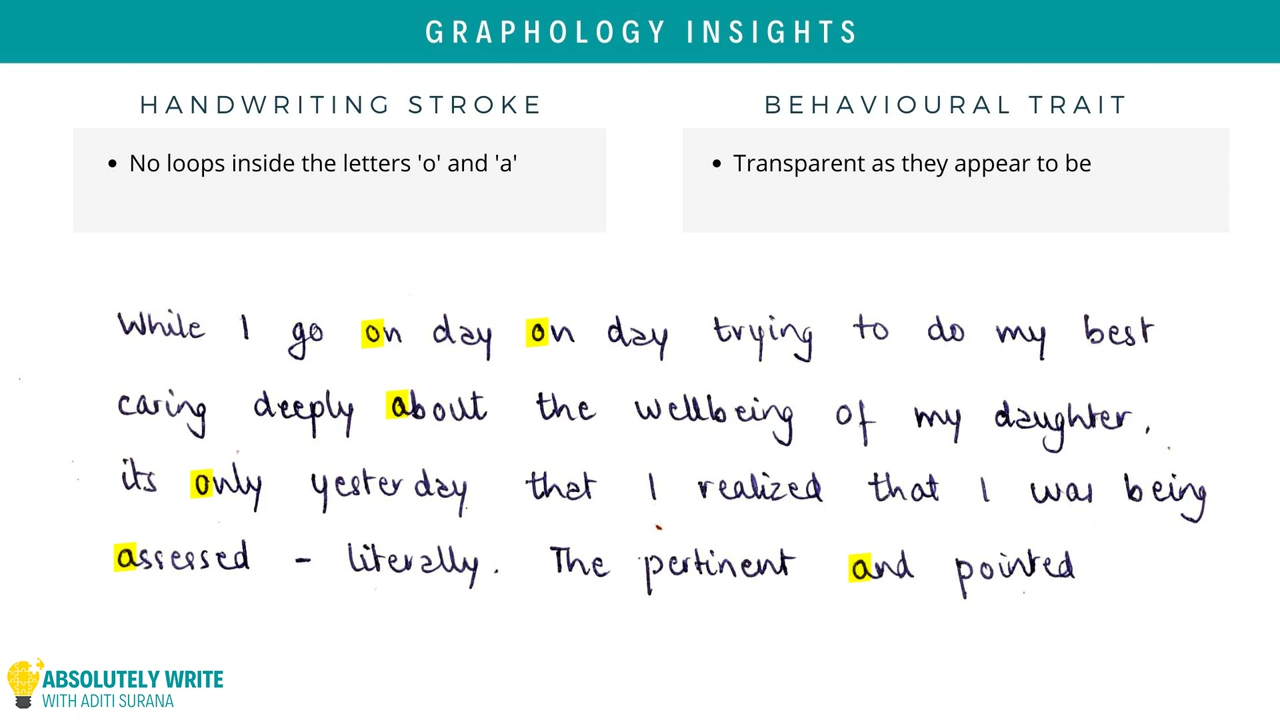 GRAPHOLOGY INSIGHTS
HANDWRITING STROKE
• No loops inside the letters 'o' and 'a'
BEHAVIOURAL TRAIT
• Transparent as they appear to be
While I go on day on day trying to do my best
caring deeply about the wellbeing of my daughter,
its only yesterday that I realized that I was being
assessed - literally. The pertinent and pointed
ABSOLUTELY WRITE
WITH ADITI SURANA